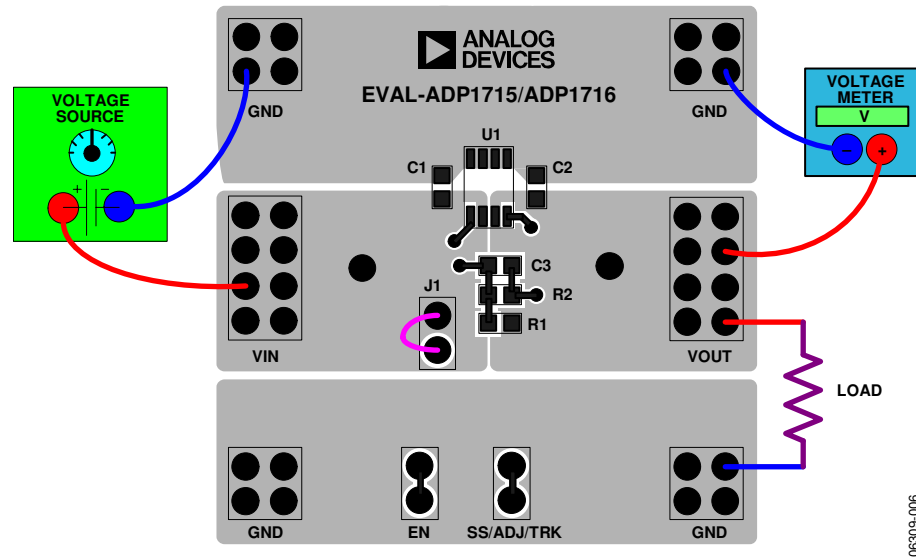 ANALOG
DEVICES
EVAL-ADP1715/ADP1716
GND
GND
VOLTAGE
SOURCE
+
–
VOLTAGE
METER
V
–
+
U1
C1
C2
C3
J1
R2
R1
VIN
VOUT
LOAD
GND
EN
SS/ADJ/TRK
GND
06309-006